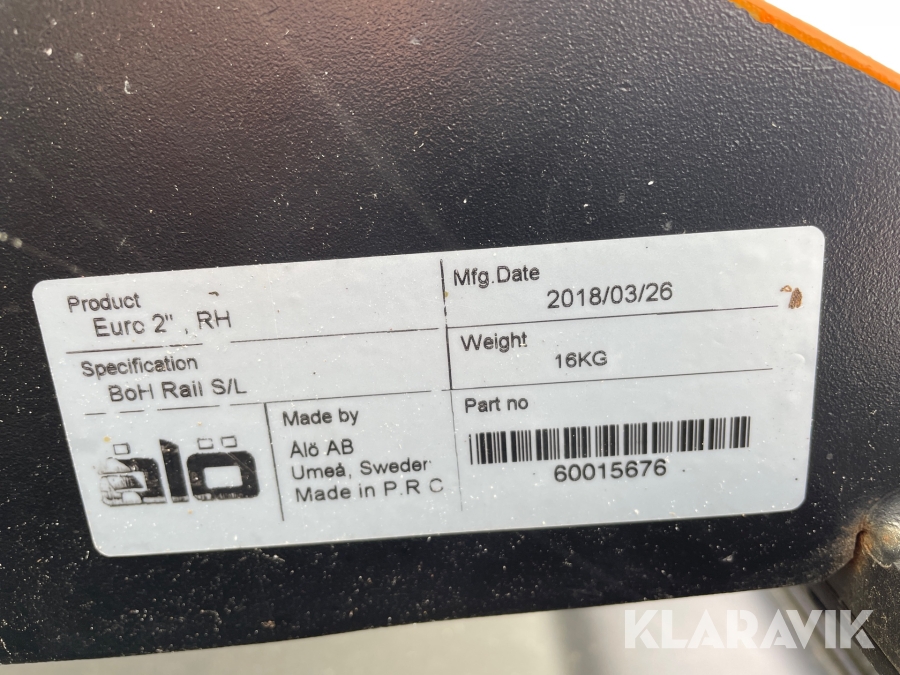 Product
Euro 2" , RH
Mfg.Date
2018/03/26
Specification
BoH Rail S/L
Weight
16KG
ålö
Made by
Ålö AB
Umeå, Sweden
Made in P.R C
Part no
60015676
KLARAVIK